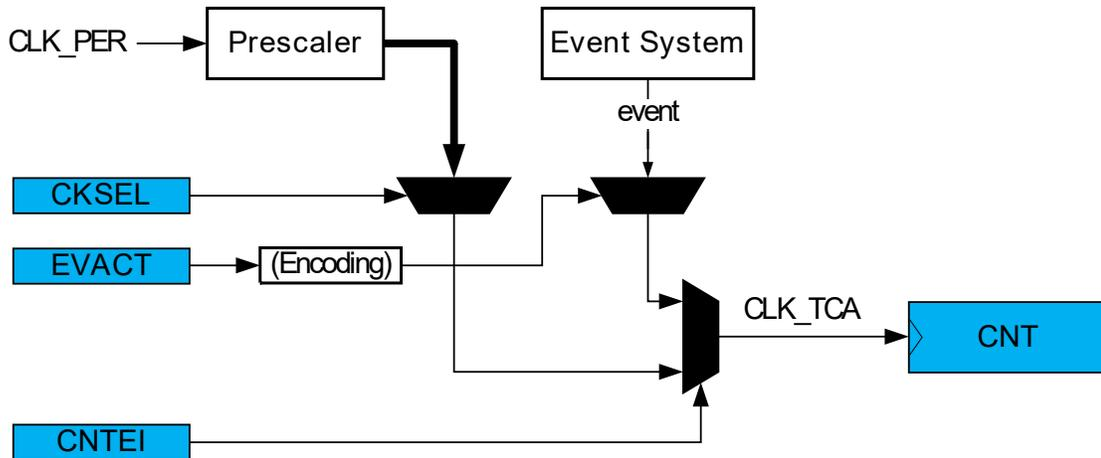 CLK_PER
Prescaler
Event System
event
CKSEL
EVACT
(Encoding)
CLK_TCA
CNT
CNTEI